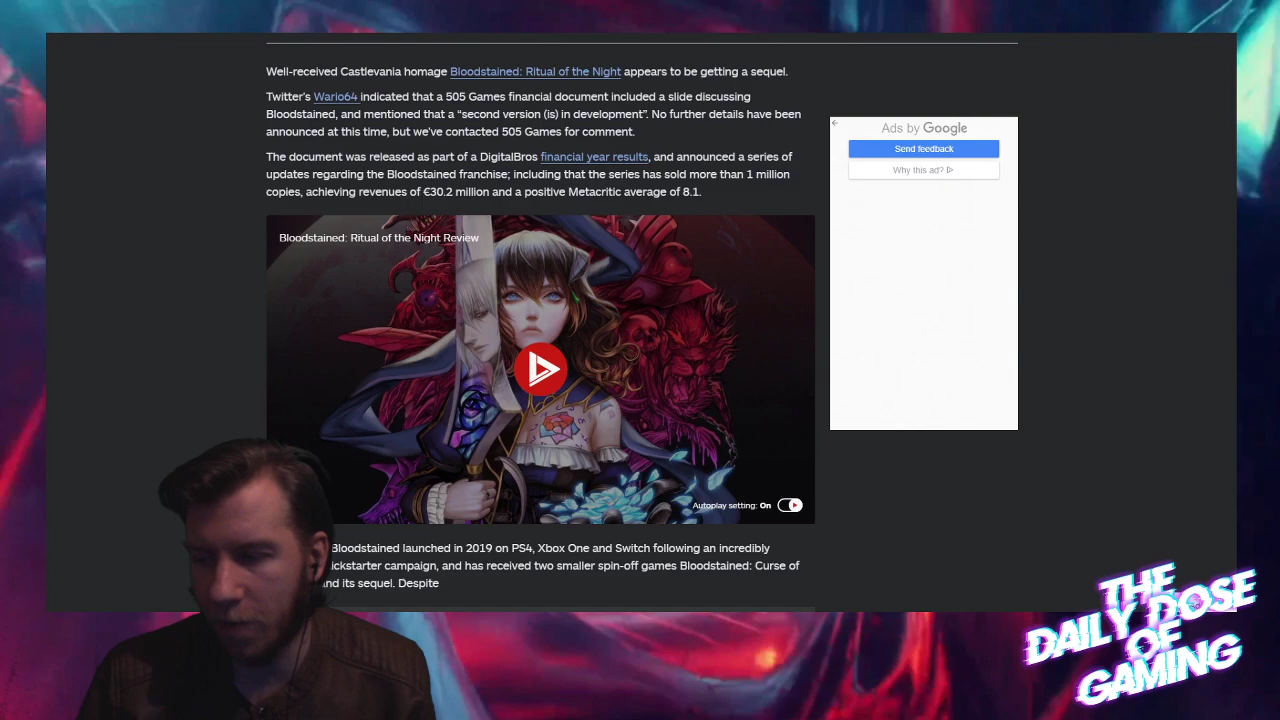 Well-received Castlevania homage Bloodstained: Ritual of the Night appears to be getting a sequel.
Twitter's Wario64 indicated that a 505 Games financial document included a slide discussing
Bloodstained, and mentioned that a “second version (is) in development”. No further details have been
announced at this time, but we've contacted 505 Games for comment.
The document was released as part of a DigitalBros financial year results, and announced a series of
updates regarding the Bloodstained franchise; including that the series has sold more than 1 million
copies, achieving revenues of €30.2 million and a positive Metacritic average of 8.1.
Ads by Google
Send feedback
Why this ad?
Bloodstained: Ritual of the Night Review
Autoplay setting: On
Bloodstained launched in 2019 on PS4, Xbox One and Switch following an incredibly
campaign, and has received two smaller spin-off games Bloodstained: Curse of
its sequel. Despite
THE
DAILY DOSE
OF
GAMING